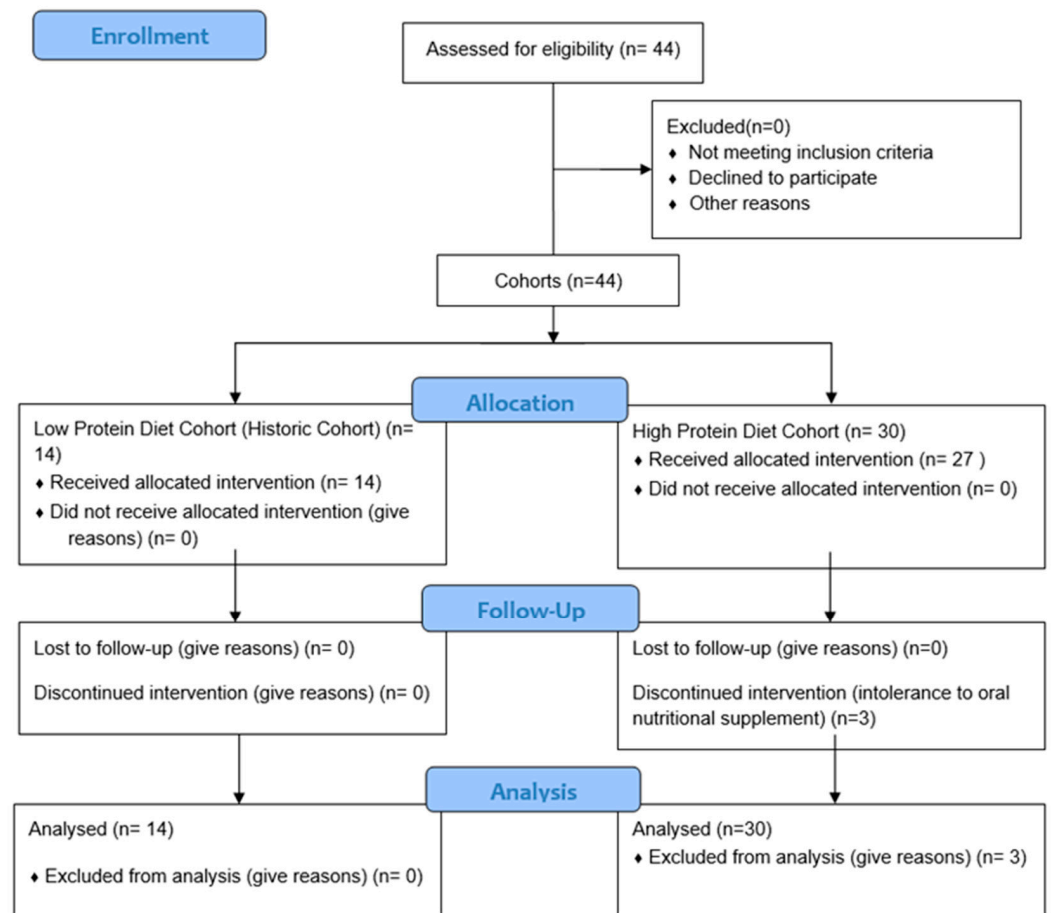 Enrollment
Assessed for eligibility (n= 44)
Excluded(n=0)
♦ Not meeting inclusion criteria
♦ Declined to participate
♦ Other reasons
Cohorts (n=44)
Allocation
Low Protein Diet Cohort (Historic Cohort) (n=
14)
♦ Received allocated intervention (n= 14)
♦ Did not receive allocated intervention (give
reasons) (n= 0)
High Protein Diet Cohort (n= 30)
♦ Received allocated intervention (n= 27 )
♦ Did not receive allocated intervention (n= 0)
Follow-Up
Lost to follow-up (give reasons) (n= 0)
Discontinued intervention (give reasons) (n= 0)
Lost to follow-up (give reasons) (n=0)
Discontinued intervention (intolerance to oral
nutritional supplement) (n=3)
Analysis
Analysed (n= 14)
♦ Excluded from analysis (give reasons) (n= 0)
Analysed (n=30)
♦ Excluded from analysis (give reasons) (n= 3)